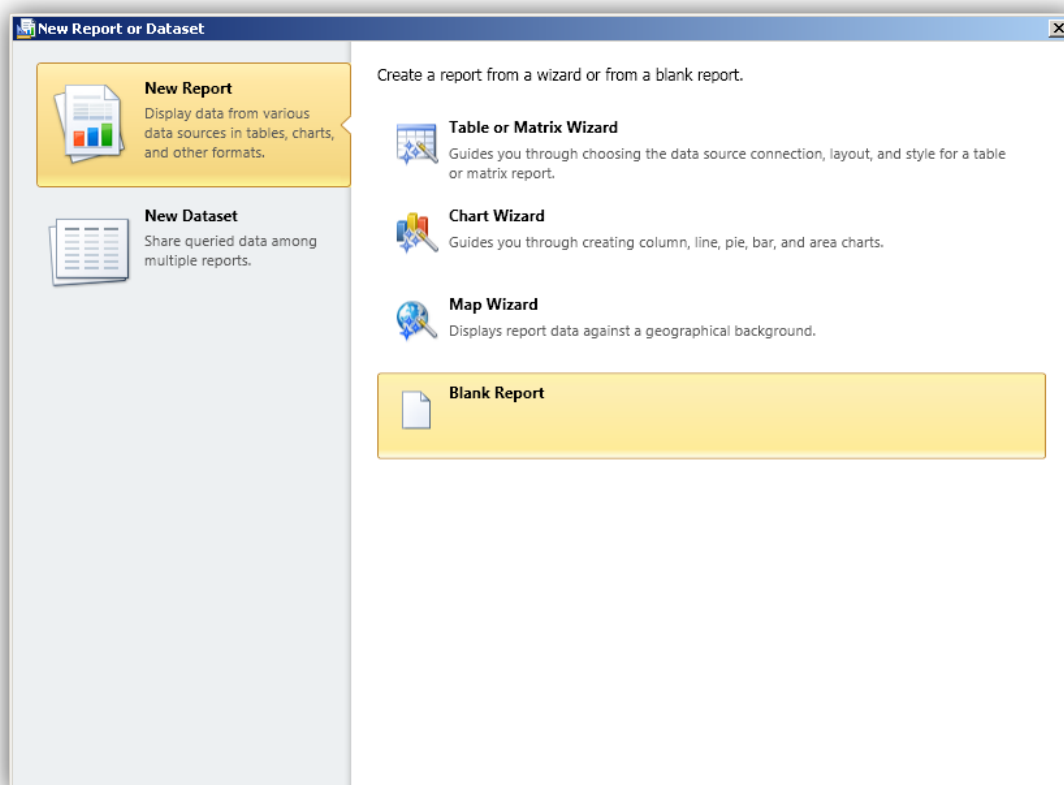 New Report or Dataset
New Report
Display data from various
data sources in tables, charts,
and other formats.
New Dataset
Share queried data among
multiple reports.
Create a report from a wizard or from a blank report.
Table or Matrix Wizard
Guides you through choosing the data source connection, layout, and style for a table
or matrix report.
Chart Wizard
Guides you through creating column, line, pie, bar, and area charts.
Map Wizard
Displays report data against a geographical background.
Blank Report